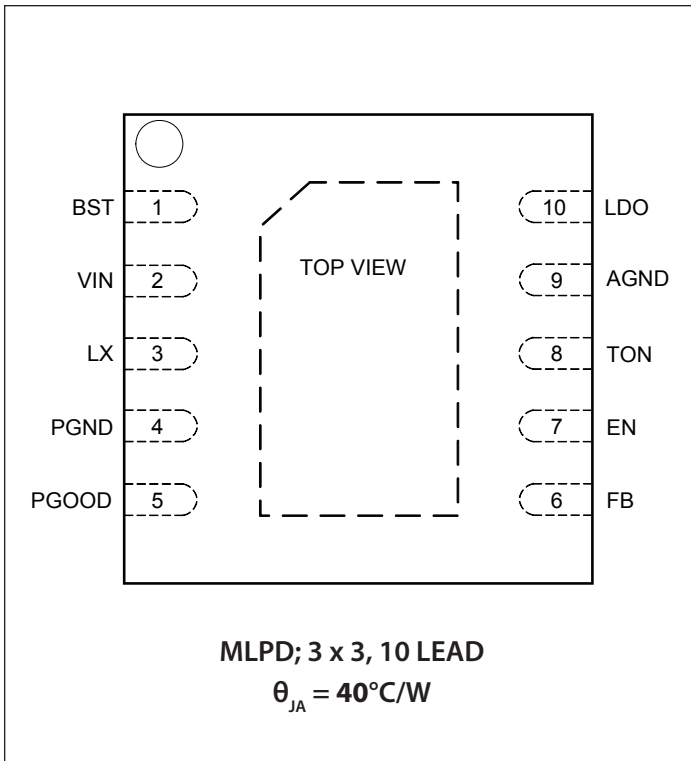 BST 1
VIN 2
LX 3
PGND 4
PGOOD 5
TOP VIEW
10 LDO
9 AGND
8 TON
7 EN
6 FB
MLPD; 3 x 3, 10 LEAD
θJA = 40°C/W